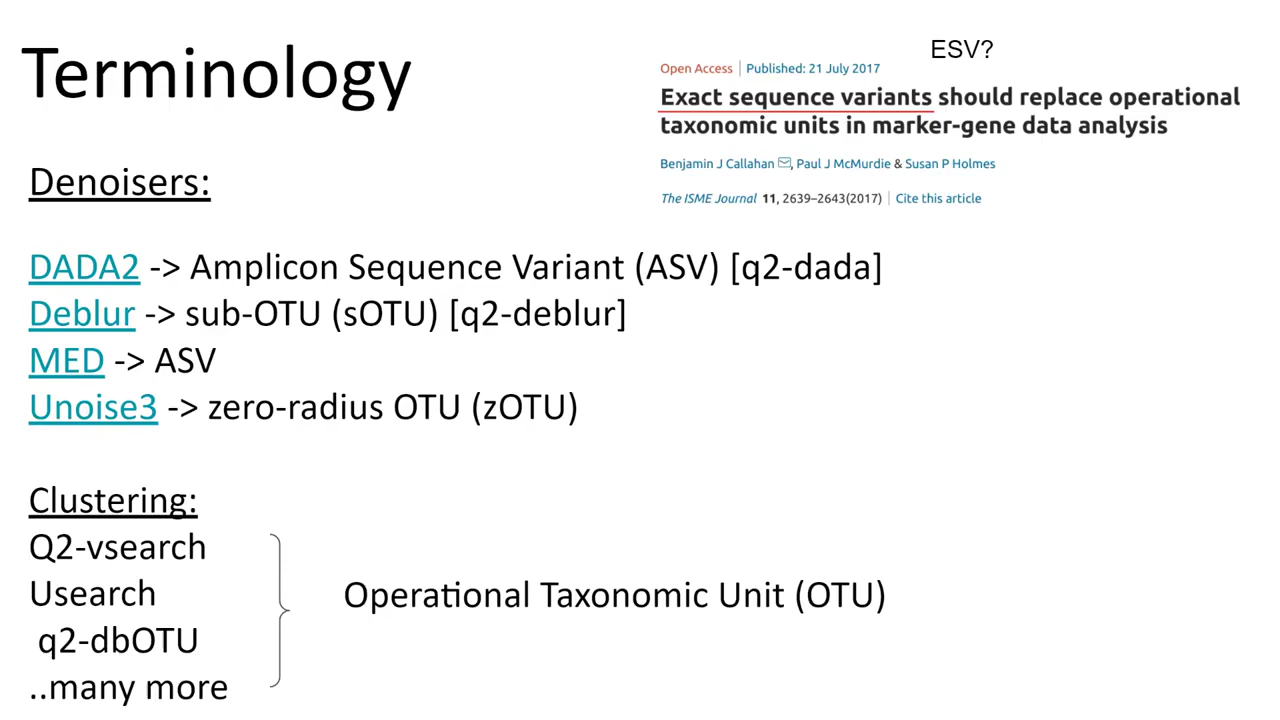 Terminology
ESV?
Open Access | Published: 21 July 2017
Exact sequence variants should replace operational
taxonomic units in marker-gene data analysis
Benjamin J Callahan, Paul J McMurdie & Susan P Holmes
The ISME Journal 11, 2639–2643(2017) | Cite this article
Denoisers:
DADA2 -> Amplicon Sequence Variant (ASV) [q2-dada]
Deblur -> sub-OTU (sOTU) [q2-deblur]
MED -> ASV
Unoise3 -> zero-radius OTU (zOTU)
Clustering:
Q2-vsearch
Usearch
q2-dbOTU
..many more
Operational Taxonomic Unit (OTU)